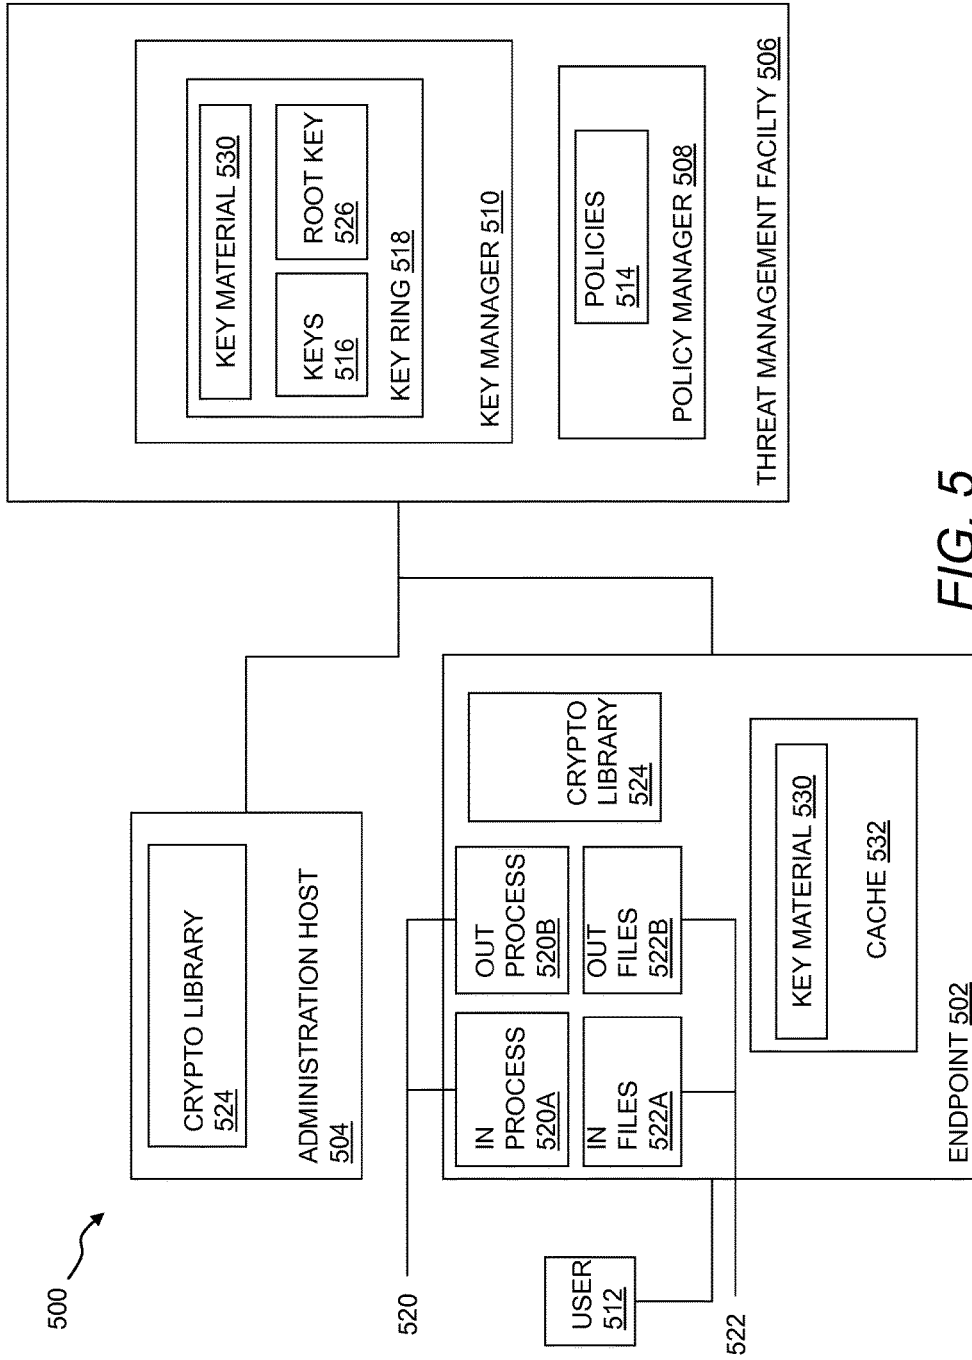 500
CRYPTO LIBRARY
524
ADMINISTRATION HOST
504
520
IN
PROCESS
520A
OUT
PROCESS
520B
CRYPTO
LIBRARY
524
IN
FILES
522A
OUT
FILES
522B
USER
512
522
KEY MATERIAL 530
CACHE 532
ENDPOINT 502
KEY MATERIAL 530
KEYS
516
ROOT KEY
526
KEY RING 518
KEY MANAGER 510
POLICIES
514
POLICY MANAGER 508
THREAT MANAGEMENT FACILTY 506
FIG. 5